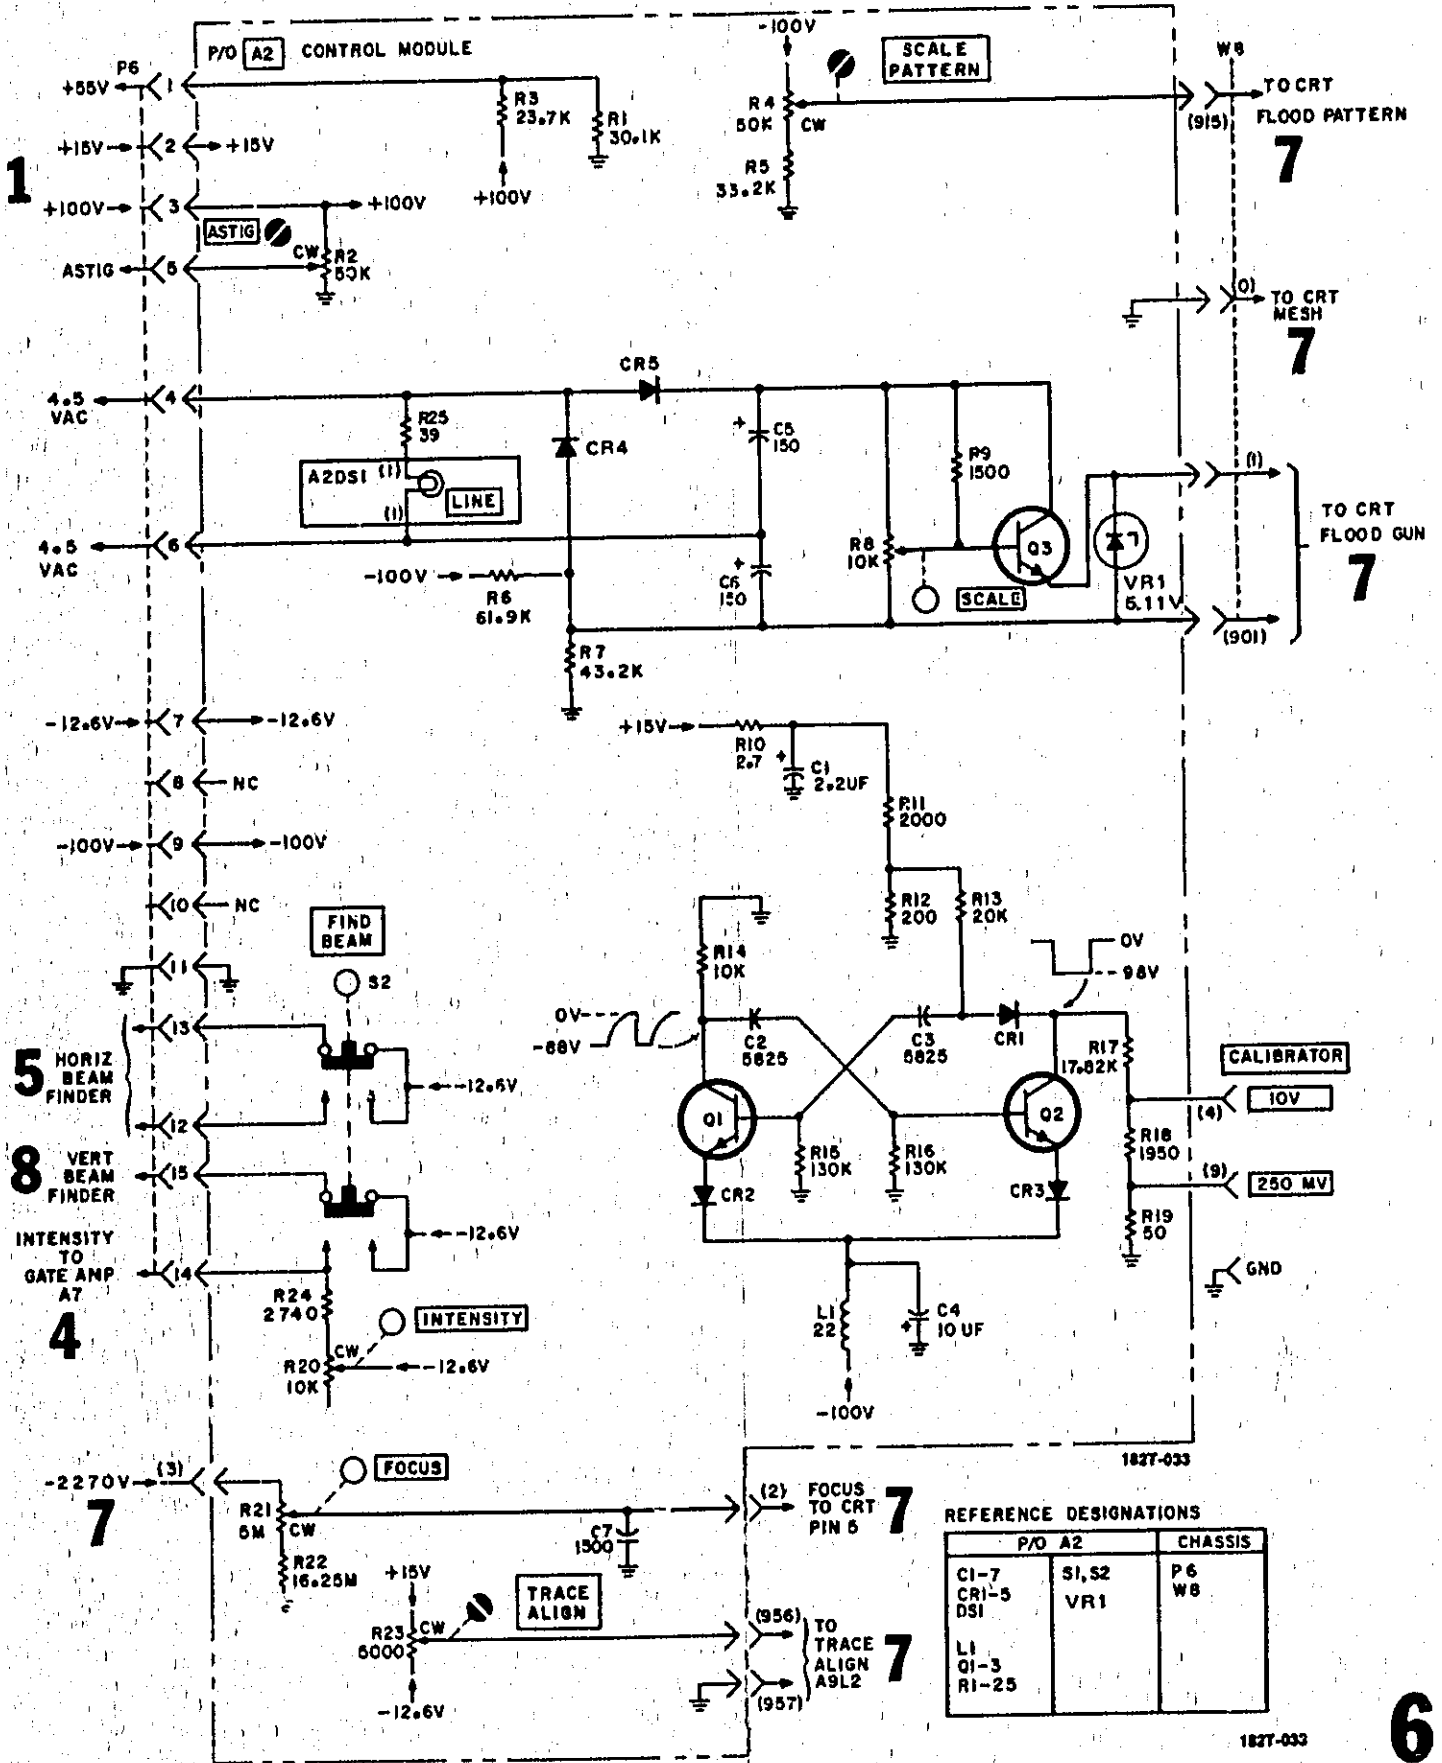 P/O A2 CONTROL MODULE
-100V
SCALE
PATTERN
W8
P6
+55V
1
R3
23.7K
R1
30.1K
R4
50K
CW
(915)
TO CRT
FLOOD PATTERN
7
+15V
2
+15V
1
R5
33.2K
+100V
3
+100V
+100V
ASTIG
CW
R2
50K
ASTIG
5
(0)
TO CRT
MESH
7
CR5
4.5
VAC
4
R25
39
CR4
+
C5
150
R9
1500
A2DS1
(1)
LINE
(1)
(1)
TO CRT
FLOOD GUN
7
4.5
VAC
6
R8
10K
Q3
VR1
5.11V
-100V
R6
61.9K
+
C6
150
SCALE
(901)
R7
43.2K
-12.6V
7
-12.6V
+15V
R10
2.7
+
C1
2.2UF
8
NC
R11
2000
-100V
9
-100V
10
NC
R12
200
R13
20K
FIND
BEAM
R14
10K
0V
-98V
11
S2
0V
-68V
13
C2
5825
C3
5825
CR1
R17
17.82K
5
HORIZ
BEAM
FINDER
-12.6V
CALIBRATOR
10V
(4)
12
Q1
Q2
8
VERT
BEAM
FINDER
15
R15
130K
R16
130K
R18
1950
(9)
250 MV
CR2
CR3
-12.6V
R19
50
INTENSITY
TO
GATE AMP
A7
4
14
GND
R24
2740
INTENSITY
L1
22
+
C4
10 UF
CW
R20
10K
-12.6V
-100V
182T-033
-2270V
7
(3)
FOCUS
R21
5M
CW
(2)
FOCUS
TO CRT
PIN 5
7
C7
1500
R22
16.25M
+15V
TRACE
ALIGN
R23
5000
CW
(956)
TO
TRACE
ALIGN
A9L2
7
(957)
-12.6V
REFERENCE DESIGNATIONS
P/O A2 CHASSIS
C1-7 S1,S2 P6
CR1-5 VR1 W8
DS1
L1
Q1-3
R1-25
182T-033
6